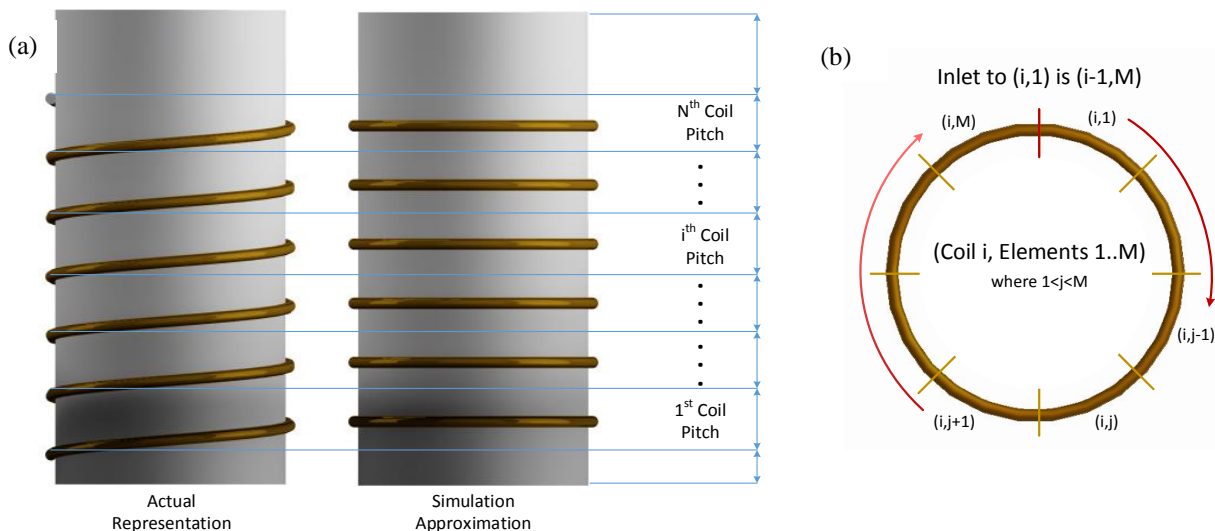 (a)
Nth Coil
Pitch
ith Coil
Pitch
1st Coil
Pitch
Actual
Representation
Simulation
Approximation
(b)
Inlet to (i,1) is (i-1,M)
(i,M)
(i,1)
(Coil i, Elements 1..M)
where 1<j<M
(i,j-1)
(i,j+1)
(i,j)